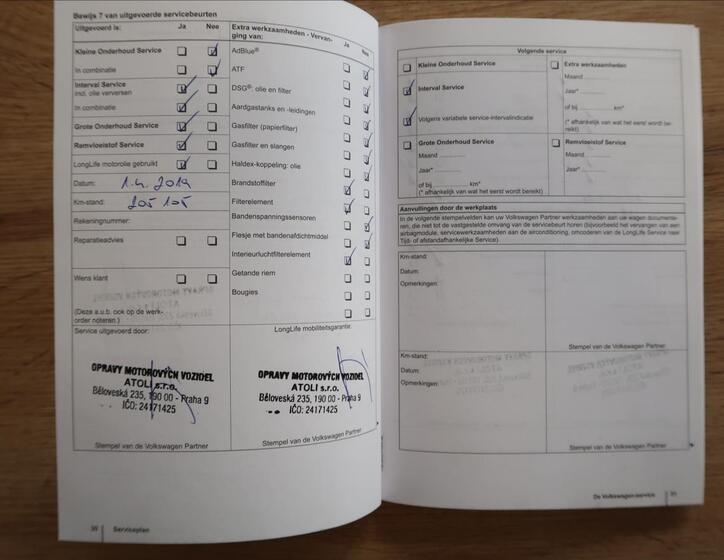 Bewijs 7 van uitgevoerde servicebeurten
Uitgevoerd is: Ja Nee
Kleine Onderhoud Service
In combinatie
Interval Service
incl. olie verversen
In combinatie
Grote Onderhoud Service
Remvloeistof Service
LongLife motorolie gebruikt
Datum: 1.4. 2019
Km-stand: 205 105
Rekeningnummer:
Reparatieadvies
Wens klant
(Deze a.u.b. ook op de werk-
order noteren.)
Service uitgevoerd door:
OPRAVY MOTOROVÝCH VOZIDEL
ATOLI s.r.o.
Běloveská 235, 190 00 - Praha 9
IČO: 24171425
Stempel van de Volkswagen Partner
Extra werkzaamheden - Vervan-
ging van: Ja Nee
AdBlue®
ATF
DSG®: olie en filter
Aardgastanks en -leidingen
Gasfilter (papierfilter)
Gasfilter en slangen
Haldex-koppeling: olie
Brandstoffilter
Filterelement
Bandenspanningssensoren
Flesje met bandenafdichtmiddel
Interieurluchtfilterelement
Getande riem
Bougies
LongLife mobiliteitsgarantie:
OPRAVY MOTOROVÝCH VOZIDEL
ATOLI s.r.o.
Běloveská 235, 190 00 - Praha 9
IČO: 24171425
Stempel van de Volkswagen Partner
Serviceplan
Volgende service
Kleine Onderhoud Service
Interval Service
Volgens variabele service-intervalindicatie
Grote Onderhoud Service
Maand
Jaar*
of bij km*
(* afhankelijk van wat het eerst wordt bereikt)
Extra werkzaamheden
Maand
Jaar*
of bij km*
(* afhankelijk van wat het eerst wordt be-
reikt)
Remvloeistof Service
Maand
Jaar*
Aanvullingen door de werkplaats
In de volgende stempelvelden kan uw Volkswagen Partner werkzaamheden aan uw wagen documente-
ren, die niet tot de vastgestelde omvang van de servicebeurt horen (bijvoorbeeld het vervangen van een
airbagmodule, servicewerkzaamheden aan de airconditioning, omcoderen van de LongLife Service naar
Tijd- of afstandafhankelijke Service).
Km-stand:
Datum:
Opmerkingen:
Stempel van de Volkswagen Partner
Km-stand:
Datum:
Opmerkingen:
Stempel van de Volkswagen Partner
De Volkswagen-service